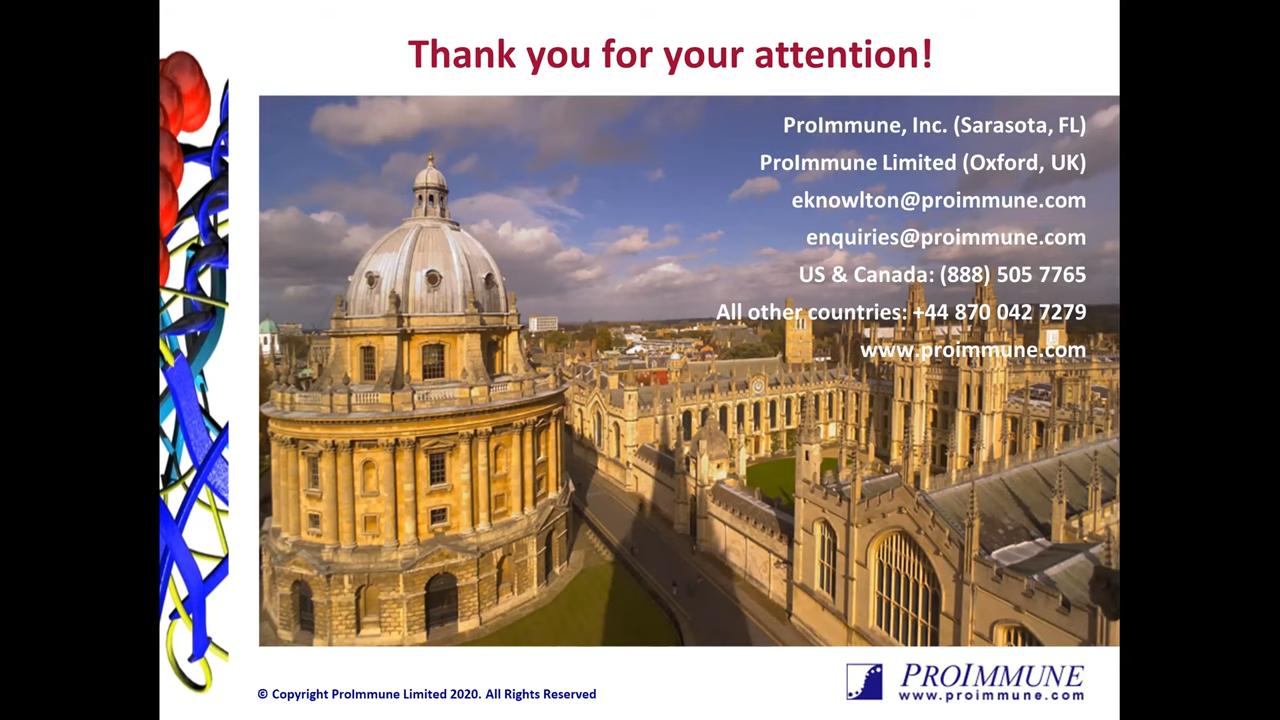 Thank you for your attention!
ProImmune, Inc. (Sarasota, FL)
ProImmune Limited (Oxford, UK)
eknowlton@proimmune.com
enquiries@proimmune.com
US & Canada: (888) 505 7765
All other countries: +44 870 042 7279
www.proimmune.com
© Copyright ProImmune Limited 2020. All Rights Reserved
PROIMMUNE
www.proimmune.com